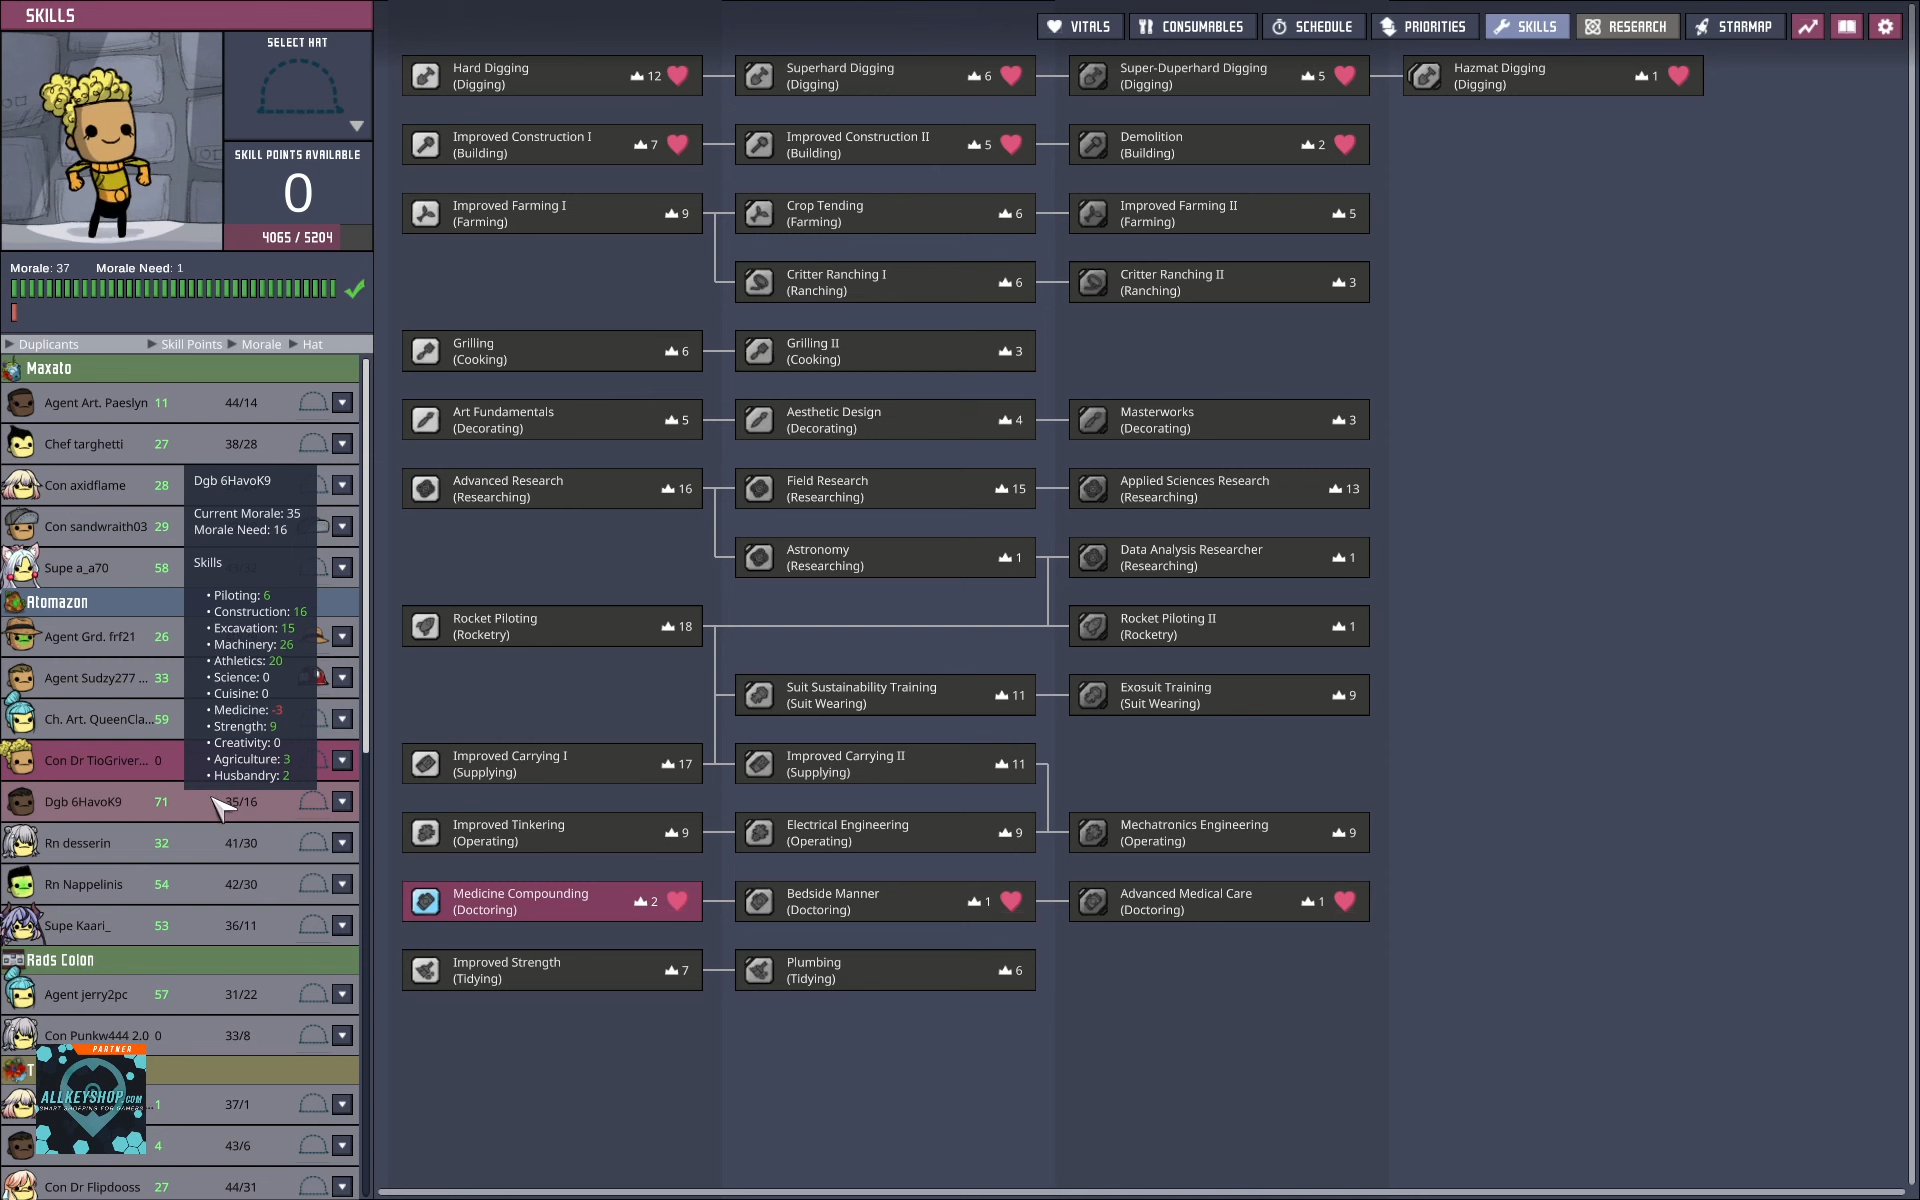 SKILLS
SELECT HAT
SKILL POINTS AVAILABLE
0
4065 / 5204
Morale: 37 Morale Need: 1
Duplicants Skill Points Morale Hat
Maxato
Agent Art. Paeslyn 11 44/14
Chef targhetti 27 38/28
Con axidflame 28
Con sandwraith03 29
Supe a_a70 58
Atomazon
Agent Grd. frf21 26
Agent Sudzy277 ... 33
Ch. Art. QueenCla... 59
Con Dr TioGriver... 0
Dgb 6HavoK9 71 35/16
Rn desserin 32 41/30
Rn Nappelinis 54 42/30
Supe Kaari_ 53 36/11
Rads Colon
Agent jerry2pc 57 31/22
Con Punkw444 2.0 0 33/8
T
...1 37/1
4 43/6
Con Dr Flipdooss 27 44/31
PARTNER
ALLKEYSHOP.COM
SMART SHOPPING FOR GAMERS
Dgb 6HavoK9
Current Morale: 35
Morale Need: 16
Skills
• Piloting: 6
• Construction: 16
• Excavation: 15
• Machinery: 26
• Athletics: 20
• Science: 0
• Cuisine: 0
• Medicine: -3
• Strength: 9
• Creativity: 0
• Agriculture: 3
• Husbandry: 2
VITALS CONSUMABLES SCHEDULE PRIORITIES SKILLS RESEARCH STARMAP
Hard Digging 12
(Digging)
Superhard Digging 6
(Digging)
Super-Duperhard Digging 5
(Digging)
Hazmat Digging 1
(Digging)
Improved Construction I 7
(Building)
Improved Construction II 5
(Building)
Demolition 2
(Building)
Improved Farming I 9
(Farming)
Crop Tending 6
(Farming)
Improved Farming II 5
(Farming)
Critter Ranching I 6
(Ranching)
Critter Ranching II 3
(Ranching)
Grilling 6
(Cooking)
Grilling II 3
(Cooking)
Art Fundamentals 5
(Decorating)
Aesthetic Design 4
(Decorating)
Masterworks 3
(Decorating)
Advanced Research 16
(Researching)
Field Research 15
(Researching)
Applied Sciences Research 13
(Researching)
Astronomy 1
(Researching)
Data Analysis Researcher 1
(Researching)
Rocket Piloting 18
(Rocketry)
Rocket Piloting II 1
(Rocketry)
Suit Sustainability Training 11
(Suit Wearing)
Exosuit Training 9
(Suit Wearing)
Improved Carrying I 17
(Supplying)
Improved Carrying II 11
(Supplying)
Improved Tinkering 9
(Operating)
Electrical Engineering 9
(Operating)
Mechatronics Engineering 9
(Operating)
Medicine Compounding 2
(Doctoring)
Bedside Manner 1
(Doctoring)
Advanced Medical Care 1
(Doctoring)
Improved Strength 7
(Tidying)
Plumbing 6
(Tidying)